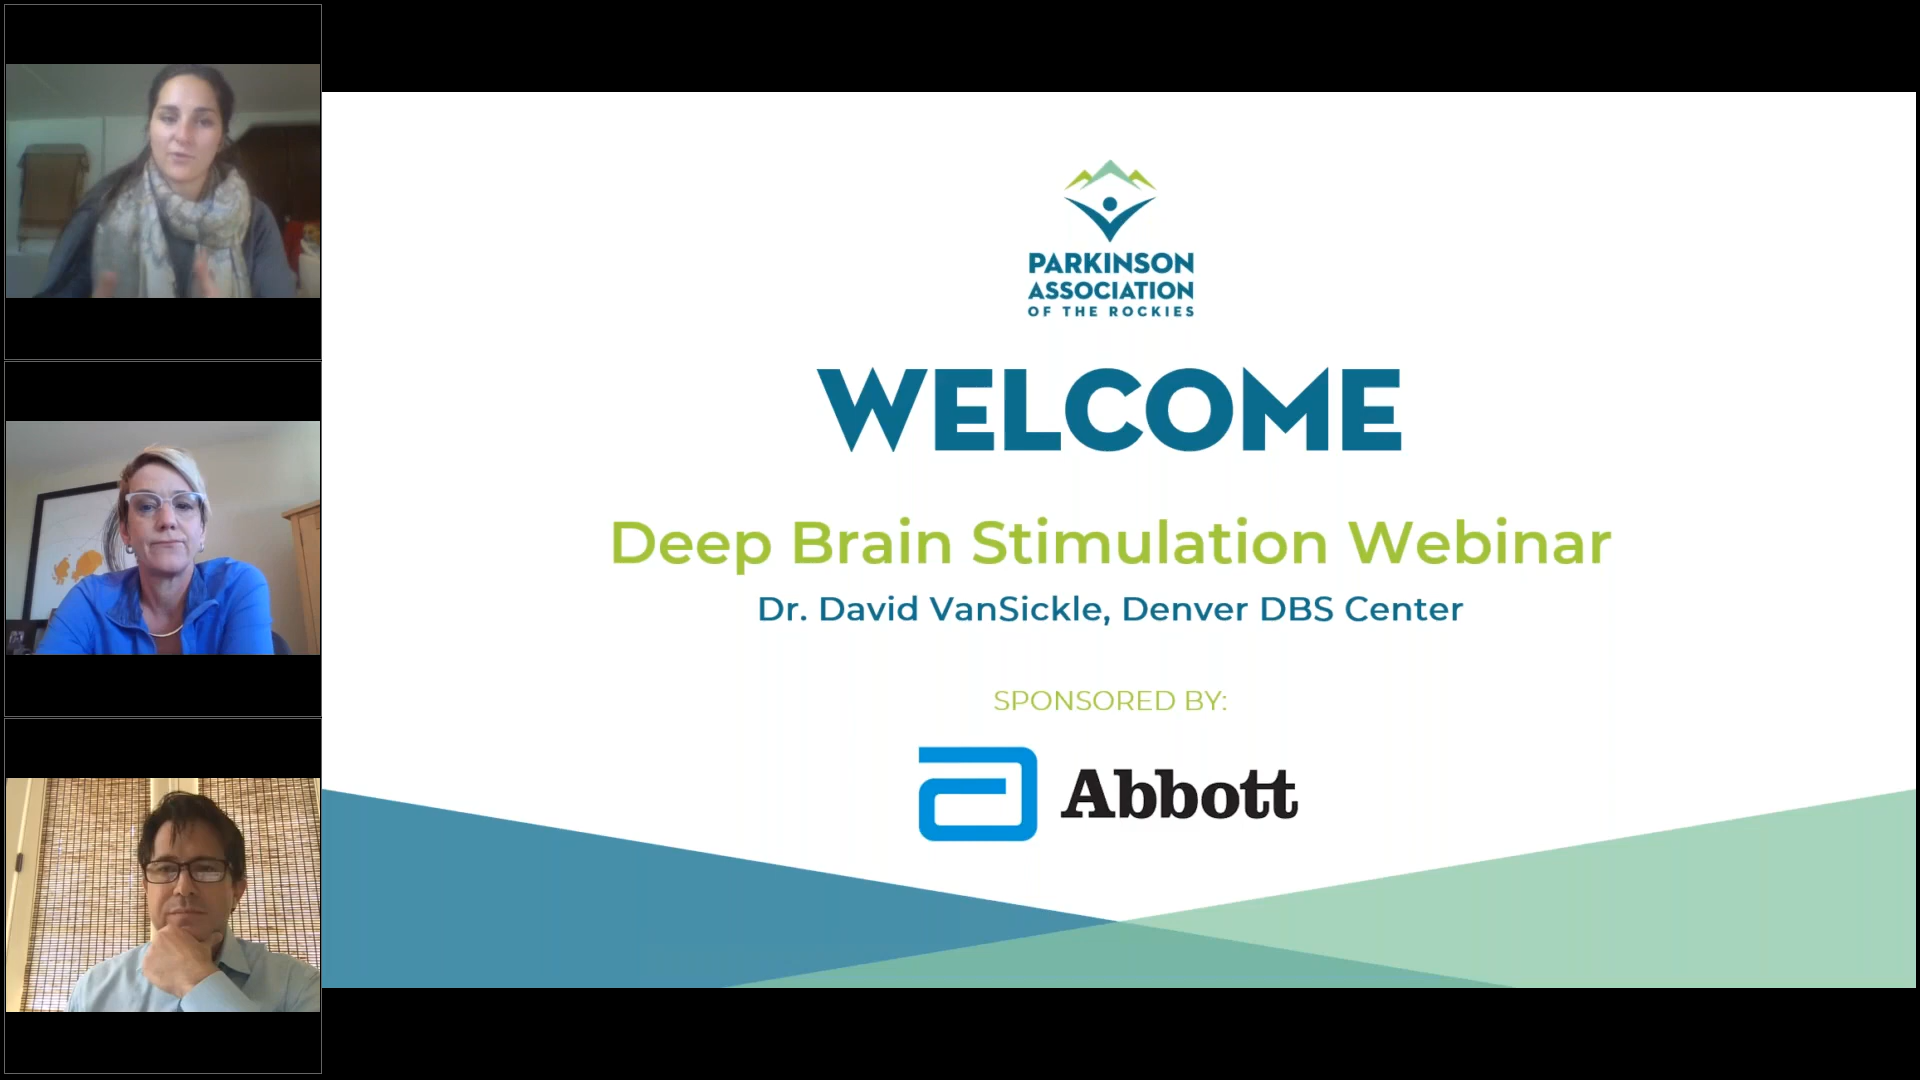 PARKINSON
ASSOCIATION
OF THE ROCKIES
WELCOME
Deep Brain Stimulation Webinar
Dr. David VanSickle, Denver DBS Center
SPONSORED BY:
Abbott